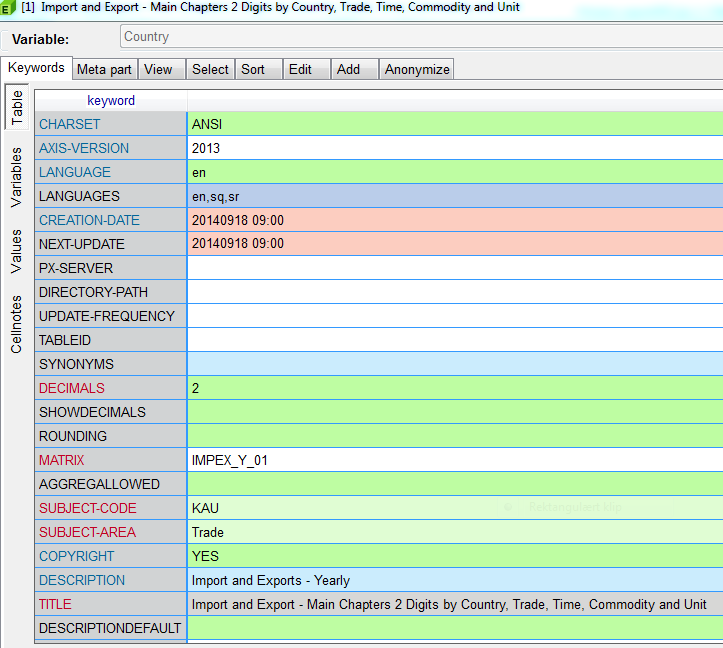 [1] Import and Export - Main Chapters 2 Digits by Country, Trade, Time, Commodity and Unit
Variable: Country
Keywords Meta part View Select Sort Edit Add Anonymize
Table
Variables
Values
Cellnotes
keyword
CHARSET ANSI
AXIS-VERSION 2013
LANGUAGE en
LANGUAGES en,sq,sr
CREATION-DATE 20140918 09:00
NEXT-UPDATE 20140918 09:00
PX-SERVER
DIRECTORY-PATH
UPDATE-FREQUENCY
TABLEID
SYNONYMS
DECIMALS 2
SHOWDECIMALS
ROUNDING
MATRIX IMPEX_Y_01
AGGREGALLOWED
SUBJECT-CODE KAU
Rektangulært klip
SUBJECT-AREA Trade
COPYRIGHT YES
DESCRIPTION Import and Exports - Yearly
TITLE Import and Export - Main Chapters 2 Digits by Country, Trade, Time, Commodity and Unit
DESCRIPTIONDEFAULT